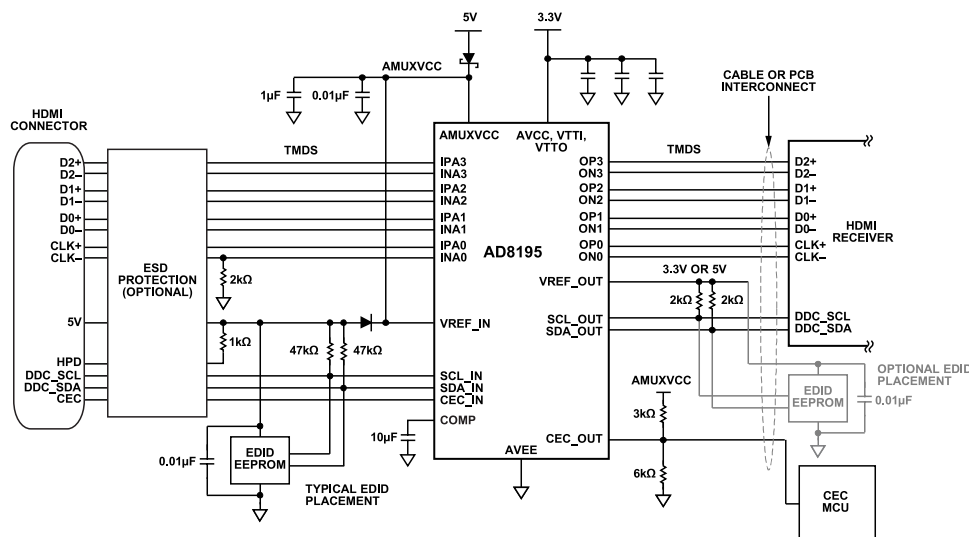 5V
3.3V
AMUXVCC
1µF
0.01µF
CABLE OR PCB
INTERCONNECT
HDMI
CONNECTOR
AMUXVCC
AVCC, VTTI,
VTTO
TMDS
TMDS
D2+
D2–
D1+
D1–
D0+
D0–
CLK+
CLK–
5V
HPD
DDC_SCL
DDC_SDA
CEC
ESD
PROTECTION
(OPTIONAL)
2kΩ
1kΩ
47kΩ
47kΩ
IPA3
INA3
IPA2
INA2
IPA1
INA1
IPA0
INA0
VREF_IN
SCL_IN
SDA_IN
CEC_IN
COMP
AD8195
AVEE
OP3
ON3
OP2
ON2
OP1
ON1
OP0
ON0
VREF_OUT
SCL_OUT
SDA_OUT
CEC_OUT
3.3V OR 5V
2kΩ
2kΩ
D2+
D2–
D1+
D1–
D0+
D0–
CLK+
CLK–
DDC_SCL
DDC_SDA
HDMI
RECEIVER
OPTIONAL EDID
PLACEMENT
EDID
EEPROM
0.01µF
AMUXVCC
3kΩ
6kΩ
10µF
0.01µF
EDID
EEPROM
TYPICAL EDID
PLACEMENT
CEC
MCU